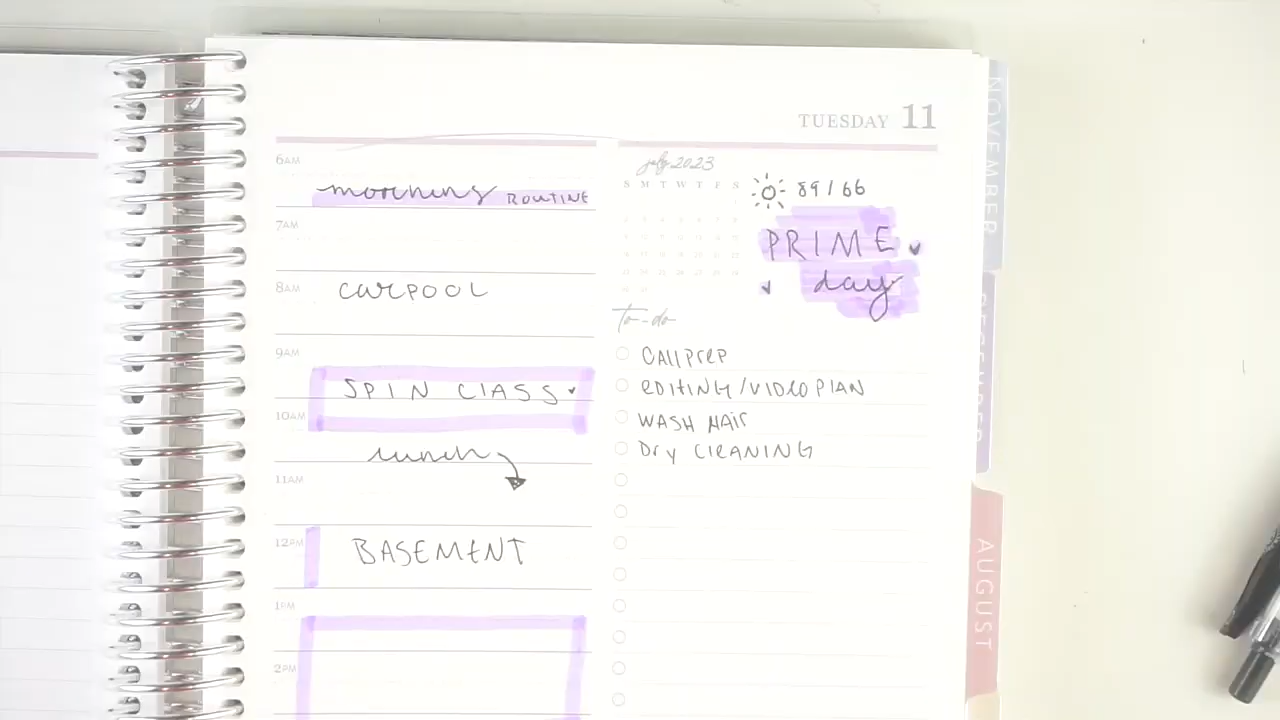 TUESDAY 11
6AM
morning ROUTINE
7AM
8AM
carpool
9AM
SPIN CLASS
10AM
lunch
11AM
12PM
BASEMENT
1PM
2PM
july 2023
S M T W T F S
89/66
PRIME
day
to-do
Call prep
EDITING/VIDEO PLAN
WASH HAIR
Dry CLEANING
NOVEMBER
SEPTEMBER
AUGUST